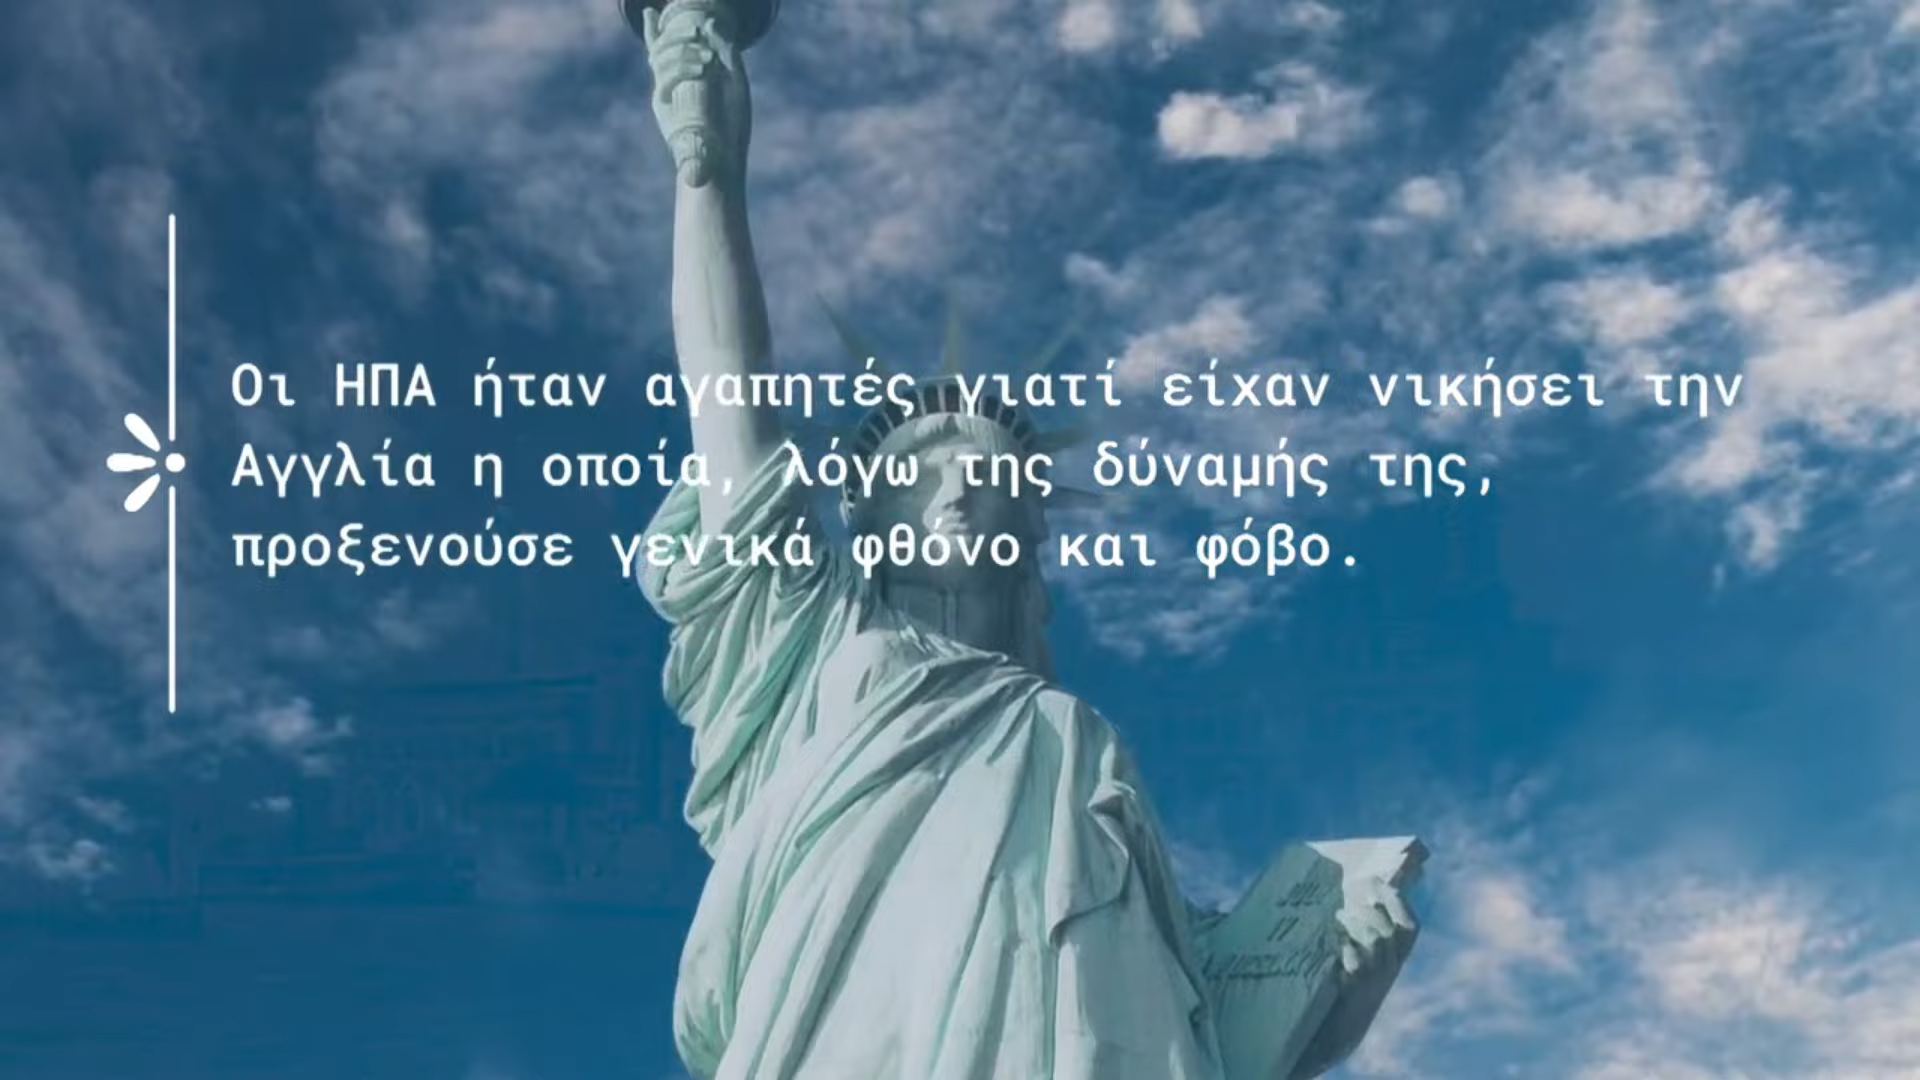 Οι ΗΠΑ ήταν αγαπητές γιατί είχαν νικήσει την
Αγγλία η οποία, λόγω της δύναμής της,
προξενούσε γενικά φθόνο και φόβο.